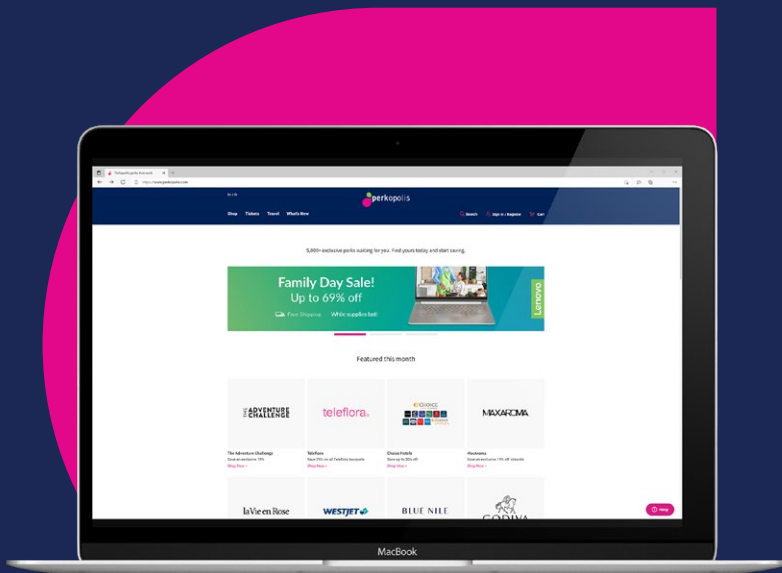 perkopolis
Shop Tickets Travel What's New
Search Sign In / Register Cart
5,000+ exclusive perks waiting for you. Find yours today and start saving.
Family Day Sale!
Up to 69% off
Free Shipping While supplies last
Lenovo
Featured this month
THE ADVENTURE CHALLENGE
teleflora.
CHOICE
MAXAROMA
The Adventure Challenge
Teleflora
Choice Hotels
Maxaroma
Shop Now >
Shop Now >
Shop Now >
Shop Now >
la Vie en Rose
WESTJET
BLUE NILE
GODIVA
Help
MacBook